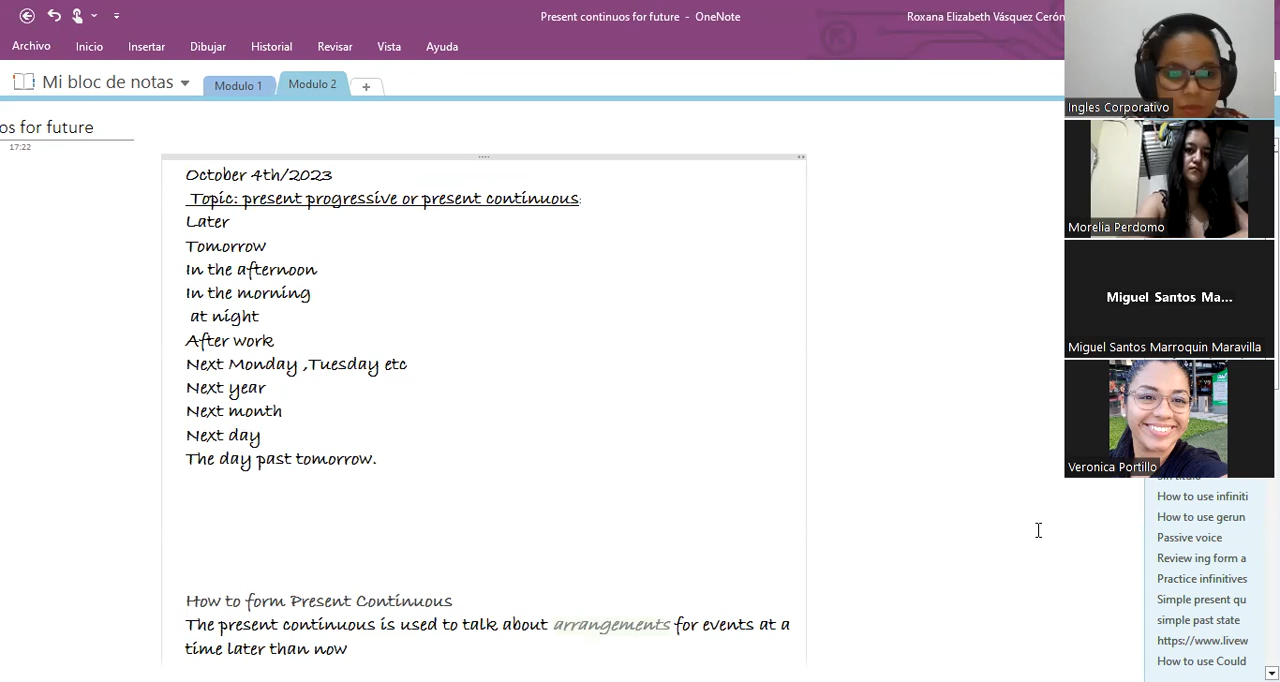 Present continuos for future - OneNote
Roxana Elizabeth Vásquez Cerón
Archivo Inicio Insertar Dibujar Historial Revisar Vista Ayuda
Mi bloc de notas Modulo 1 Modulo 2 +
os for future
17:22
October 4th/2023
Topic: present progressive or present continuous:
Later
Tomorrow
In the afternoon
In the morning
at night
After work
Next Monday ,Tuesday etc
Next year
Next month
Next day
The day past tomorrow.
How to form Present Continuous
The present continuous is used to talk about arrangements for events at a
time later than now
Ingles Corporativo
Morelia Perdomo
Miguel Santos Ma...
Miguel Santos Marroquin Maravilla
Veronica Portillo
How to use infiniti
How to use gerun
Passive voice
Review ing form a
Practice infinitives
Simple present qu
simple past state
https://www.livew
How to use Could